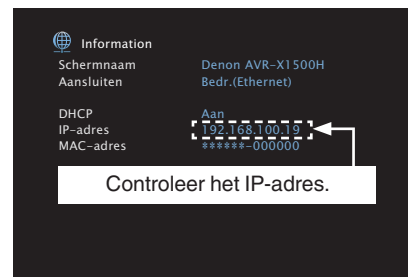 Information
Schermnaam Denon AVR-X1500H
Aansluiten Bedr.(Ethernet)
DHCP Aan
IP-adres 192.168.100.19
MAC-adres ******-000000
Controleer het IP-adres.